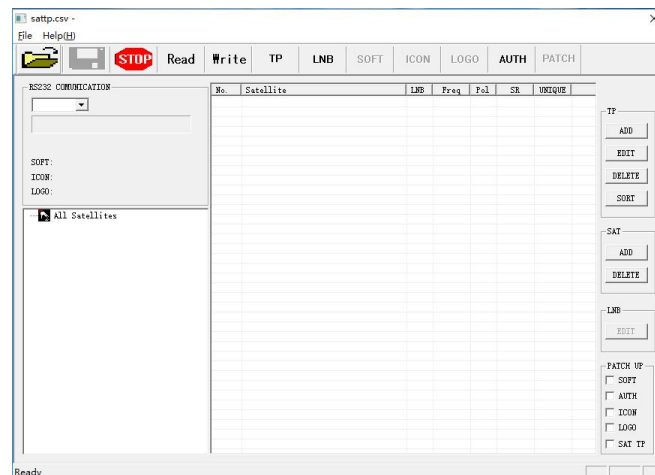 sattp.csv -
File Help(H)
STOP Read Write TP LNB SOFT ICON LOGO AUTH PATCH
RS232 COMUNICATION
SOFT:
ICON:
LOGO:
All Satellites
No. Satellite LNB Freq Pol SR UNIQUE
TP
ADD
EDIT
DELETE
SORT
SAT
ADD
DELETE
LNB
EDIT
PATCH UP
SOFT
AUTH
ICON
LOGO
SAT TP
Ready